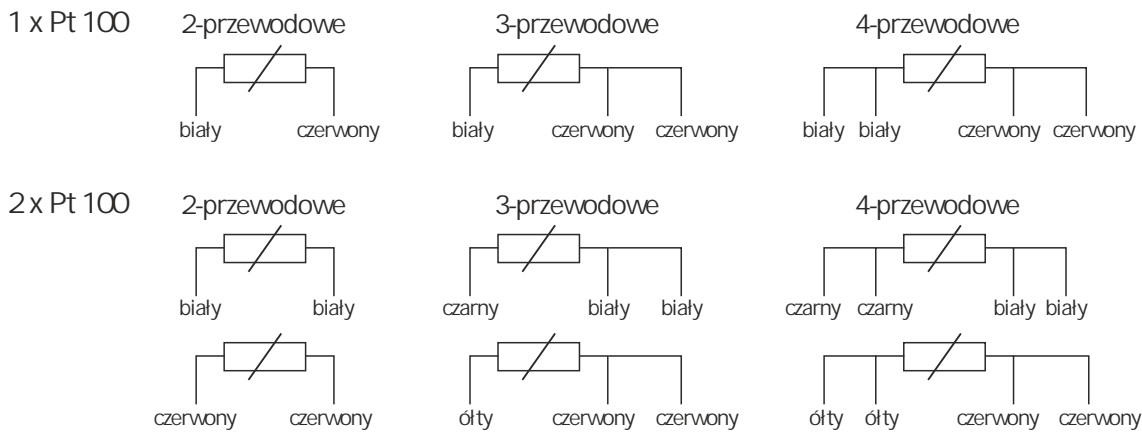 1 x Pt 100 2-przewodowe 3-przewodowe 4-przewodowe
biały czerwony biały czerwony czerwony biały biały czerwony czerwony
2 x Pt 100 2-przewodowe 3-przewodowe 4-przewodowe
biały biały czarny biały biały czarny czarny biały biały
czerwony czerwony ółty czerwony czerwony ółty ółty czerwony czerwony